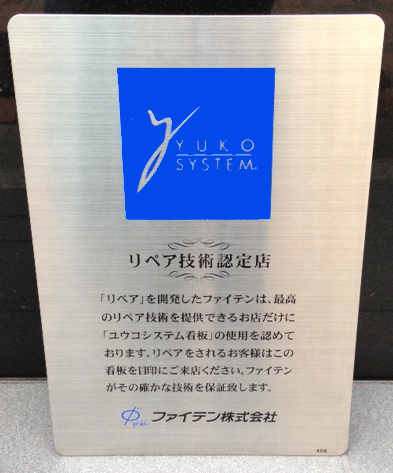 YUKO
SYSTEM®
リペア技術認定店
「リペア」を開発したファイテンは、最高
のリペア技術を提供できるお店だけに
「ユウコシステム看板」の使用を認めて
おります。リペアをされるお客様はこの
看板を目印にご来店ください。ファイテン
がその確かな技術を保証致します。
ファイテン株式会社